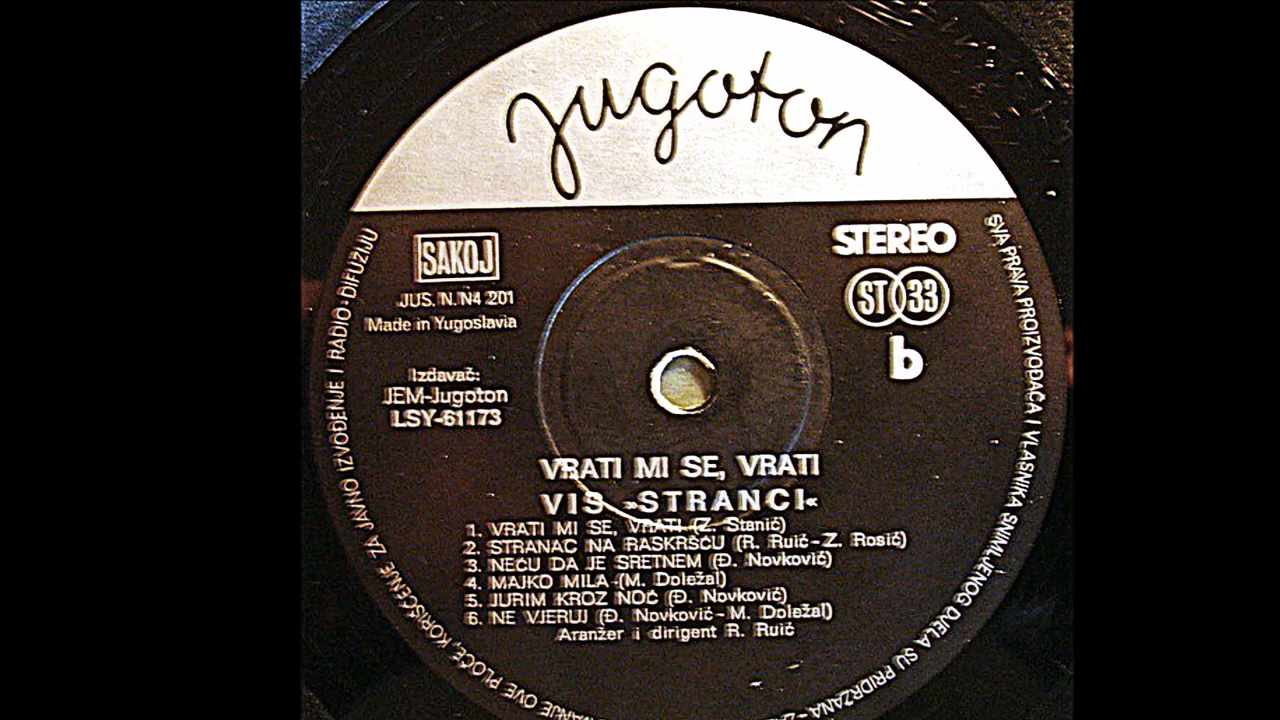 jugoton
SAKOJ
JUS. N. N4 201
Made in Yugoslavia
Izdavač:
JEM-Jugoton
LSY-61173
STEREO
ST 33
b
VRATI MI SE, VRATI
VIS »STRANCI«
1. VRATI MI SE, VRATI (Z. Stanić)
2. STRANAC NA RASKRŠĆU (R. Ruić-Z. Rosić)
3. NEĆU DA JE SRETNEM (Đ. Novković)
4. MAJKO MILA (M. Doležal)
5. JURIM KROZ NOĆ (Đ. Novković)
6. NE VJERUJ (Đ. Novković-M. Doležal)
Aranžer i dirigent R. Ruić
SVA PRAVA PROIZVOĐAČA I VLASNIKA SNIMLJENOG DJELA SU PRIDRŽANA -
OVE PLOČE, KORIŠĆENJE ZA JAVNO IZVOĐENJE I RADIO-DIFUZIJU